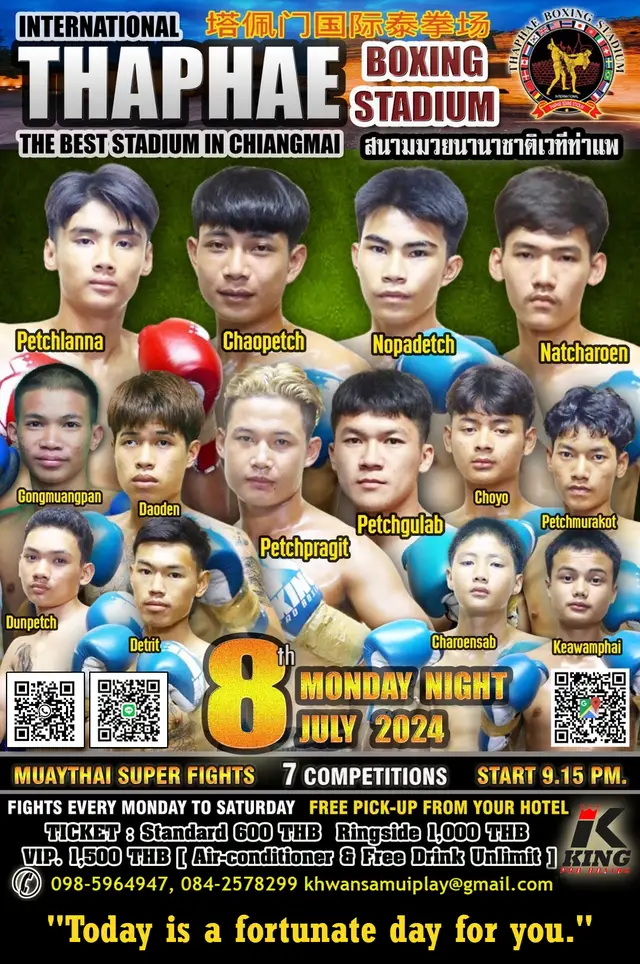 INTERNATIONAL
塔佩门国际泰拳场
THAPHAE
BOXING
STADIUM
THAPHAE BOXING STADIUM
THE BEST STADIUM IN CHIANGMAI
สนามมวยนานาชาติเวทีท่าแพ
Petchlanna
Chaopetch
Nopadetch
Natcharoen
Gongmuangpan
Daoden
Petchpragit
Petchgulab
Choyo
Petchmurakot
Dunpetch
Detrit
Charoensab
Keawamphai
8th
MONDAY NIGHT
JULY 2024
MUAYTHAI SUPER FIGHTS 7 COMPETITIONS START 9.15 PM.
FIGHTS EVERY MONDAY TO SATURDAY FREE PICK-UP FROM YOUR HOTEL
TICKET : Standard 600 THB Ringside 1,000 THB
VIP. 1,500 THB [ Air-conditioner & Free Drink Unlimit ]
K
KING
098-5964947, 084-2578299 khwansamuiplay@gmail.com
"Today is a fortunate day for you."